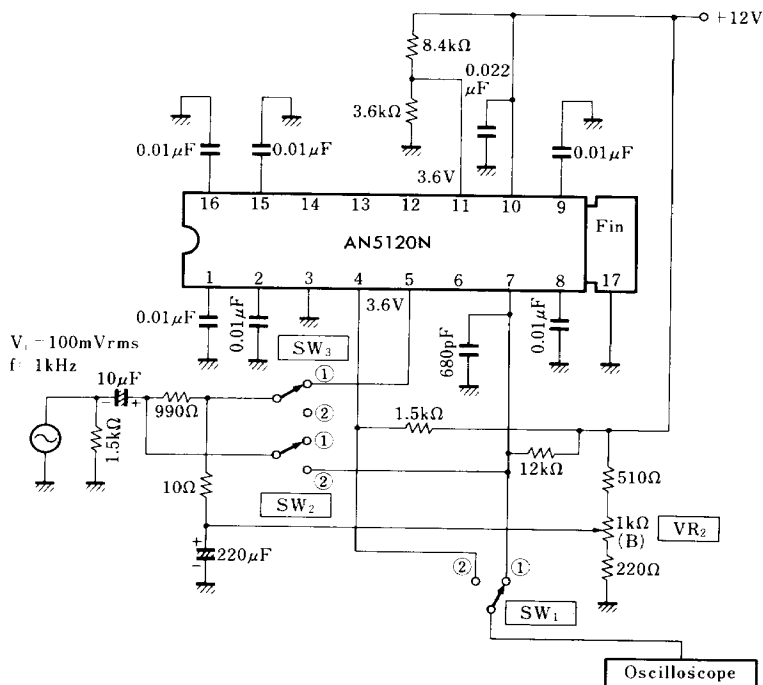 +12V
8.4kΩ
0.022
μF
3.6kΩ
0.01μF
0.01μF
3.6V
0.01μF
16 15 14 13 12 11 10 9
Fin
AN5120N
1 2 3 4 5 6 7 8 17
3.6V
0.01μF
0.01μF
SW₃
680pF
0.01μF
100mVrms
1kHz
10μF
①
990Ω
②
1.5kΩ
1.5kΩ
①
12kΩ
②
510Ω
10Ω
SW₂
1kΩ
(B)
VR₂
220μF
220Ω
②
①
SW₁
Oscilloscope